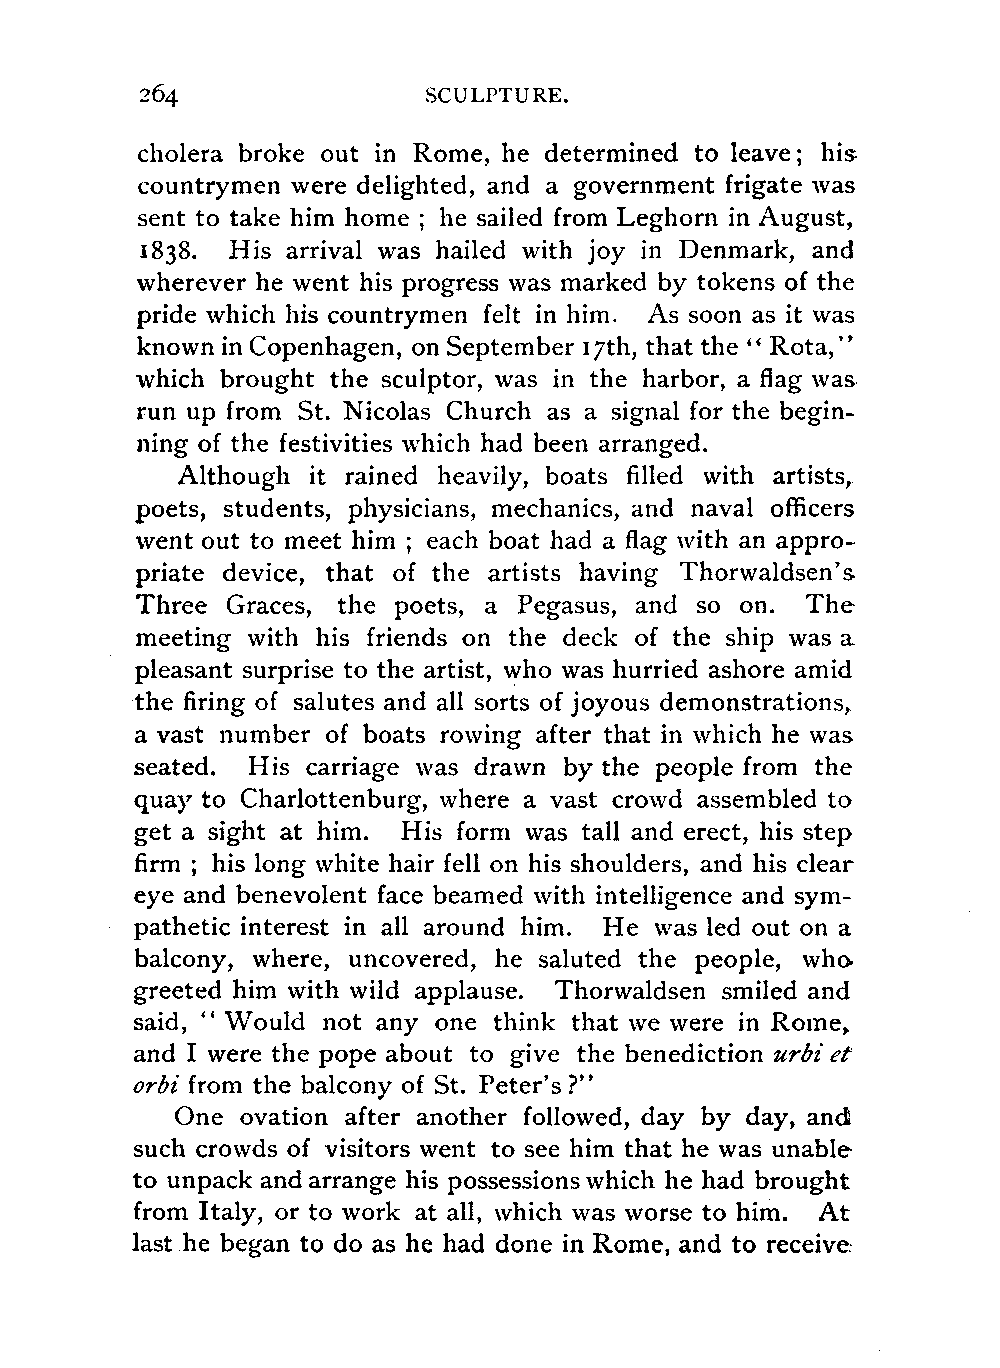 264 SCULPTURE.
cholera broke out in Rome, he determined to leave; his
countrymen were delighted, and a government frigate was
sent to take him home ; he sailed from Leghorn in August,
1838. His arrival was hailed with joy in Denmark, and
wherever he went his progress was marked by tokens of the
pride which his countrymen felt in him. As soon as it was
known in Copenhagen, on September 17th, that the “ Rota,”
which brought the sculptor, was in the harbor, a flag was
run up from St. Nicolas Church as a signal for the begin-
ning of the festivities which had been arranged.
Although it rained heavily, boats filled with artists,
poets, students, physicians, mechanics, and naval officers
went out to meet him ; each boat had a flag with an appro-
priate device, that of the artists having Thorwaldsen's
Three Graces, the poets, a Pegasus, and so on. The
meeting with his friends on the deck of the ship was a
pleasant surprise to the artist, who was hurried ashore amid
the firing of salutes and all sorts of joyous demonstrations,
a vast number of boats rowing after that in which he was
seated. His carriage was drawn by the people from the
quay to Charlottenburg, where a vast crowd assembled to
get a sight at him. His form was tall and erect, his step
firm ; his long white hair fell on his shoulders, and his clear
eye and benevolent face beamed with intelligence and sym-
pathetic interest in all around him. He was led out on a
balcony, where, uncovered, he saluted the people, who
greeted him with wild applause. Thorwaldsen smiled and
said, “ Would not any one think that we were in Rome,
and I were the pope about to give the benediction urbi et
orbi from the balcony of St. Peter's ?”
One ovation after another followed, day by day, and
such crowds of visitors went to see him that he was unable
to unpack and arrange his possessions which he had brought
from Italy, or to work at all, which was worse to him. At
last he began to do as he had done in Rome, and to receive